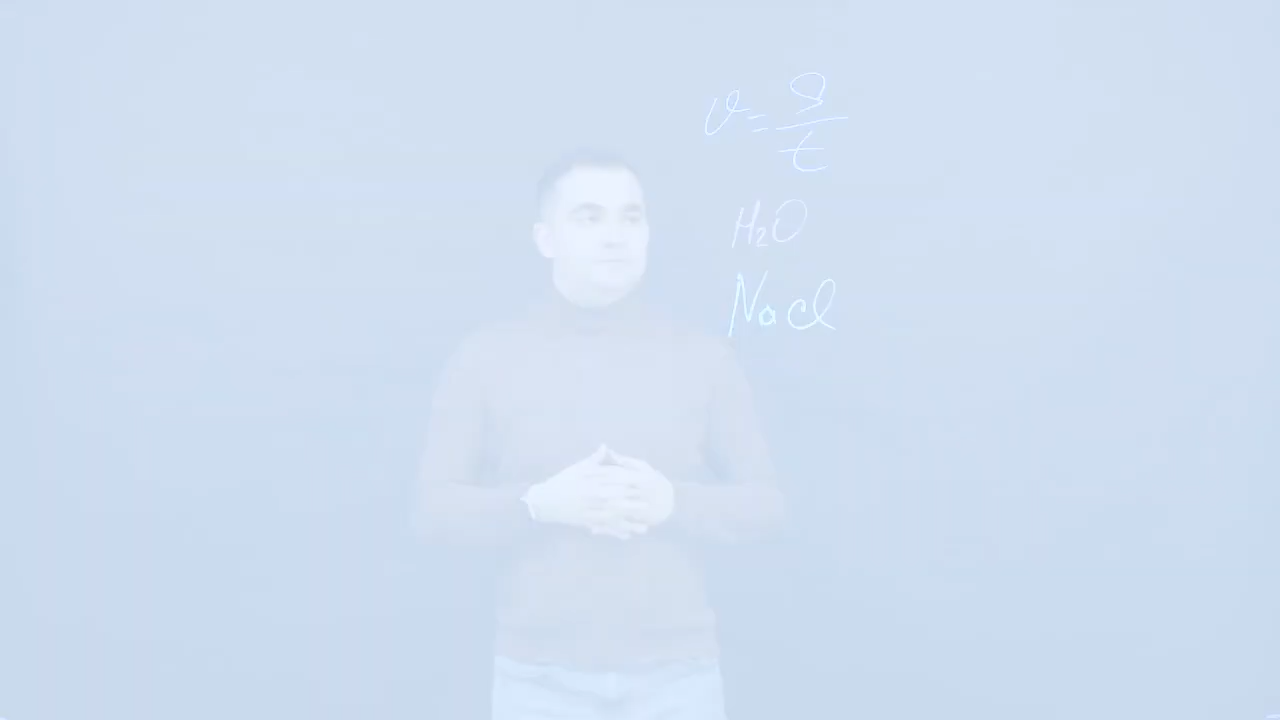 v = S/t
H₂O
NaCl